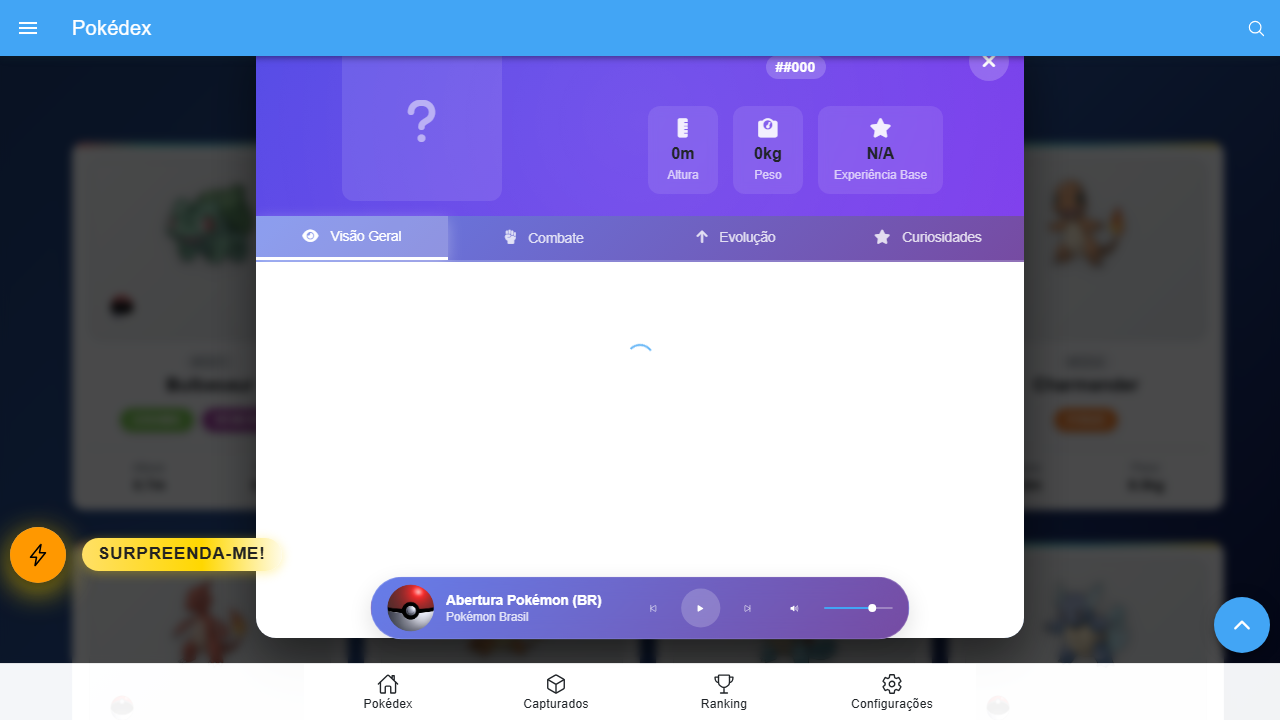 Pokédex
##000
?
0m
Altura
0kg
Peso
N/A
Experiência Base
Visão Geral
Combate
Evolução
Curiosidades
Charmander
SURPREENDA-ME!
Abertura Pokémon (BR)
Pokémon Brasil
Pokédex
Capturados
Ranking
Configurações